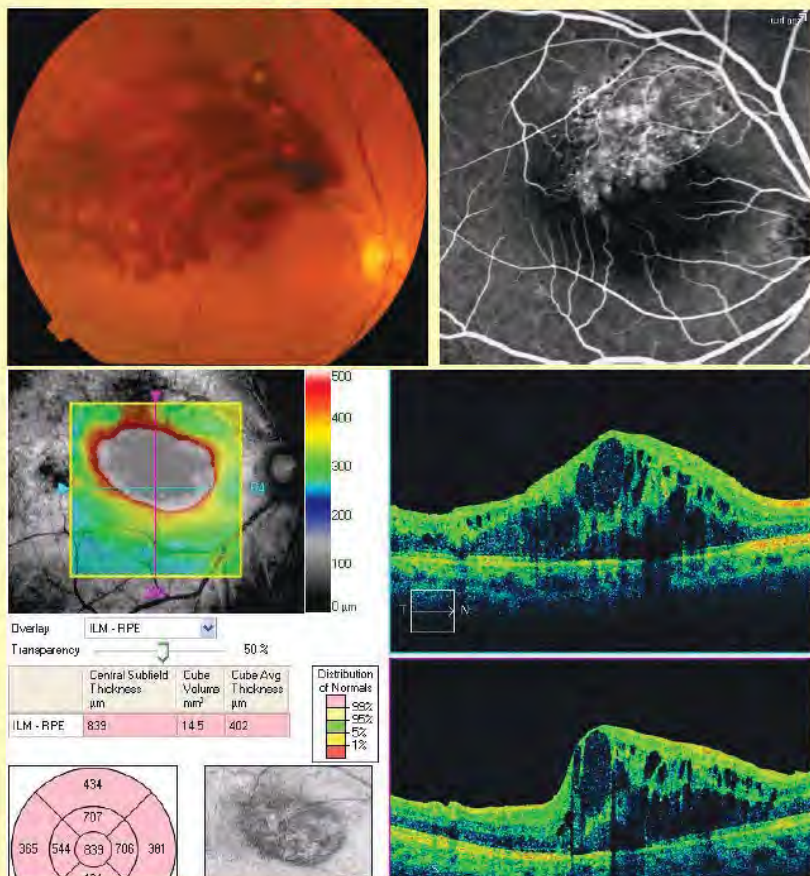 500
400
300
200
100
0 µm
Overlay ILM - RPE
Transparency 50 %
Central Subfield Thickness µm Cube Volume mm³ Cube Avg Thickness µm
ILM - RPE 839 14.5 402
Distribution of Normals
99%
95%
5%
1%
434
707
365 544 839 706 381
T N